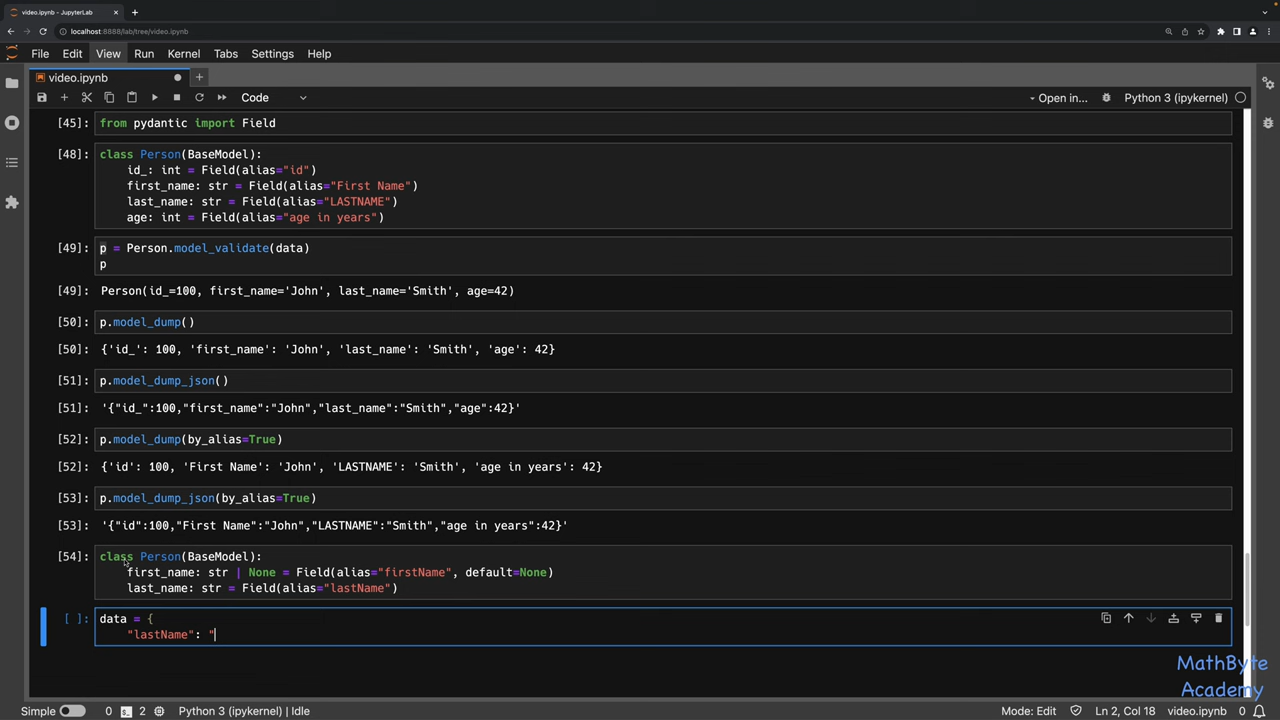 video.ipynb - JupyterLab
localhost:8888/lab/tree/video.ipynb
File Edit View Run Kernel Tabs Settings Help
video.ipynb
Code Open in... Python 3 (ipykernel)
[45]: from pydantic import Field
[48]: class Person(BaseModel):
id_: int = Field(alias="id")
first_name: str = Field(alias="First Name")
last_name: str = Field(alias="LASTNAME")
age: int = Field(alias="age in years")
[49]: p = Person.model_validate(data)
p
[49]: Person(id_=100, first_name='John', last_name='Smith', age=42)
[50]: p.model_dump()
[50]: {'id_': 100, 'first_name': 'John', 'last_name': 'Smith', 'age': 42}
[51]: p.model_dump_json()
[51]: '{"id_":100,"first_name":"John","last_name":"Smith","age":42}'
[52]: p.model_dump(by_alias=True)
[52]: {'id': 100, 'First Name': 'John', 'LASTNAME': 'Smith', 'age in years': 42}
[53]: p.model_dump_json(by_alias=True)
[53]: '{"id":100,"First Name":"John","LASTNAME":"Smith","age in years":42}'
[54]: class Person(BaseModel):
first_name: str | None = Field(alias="firstName", default=None)
last_name: str = Field(alias="lastName")
[ ]: data = {
"lastName": "
MathByte
Academy
Simple 0 2 Python 3 (ipykernel) | Idle Mode: Edit Ln 2, Col 18 video.ipynb 0